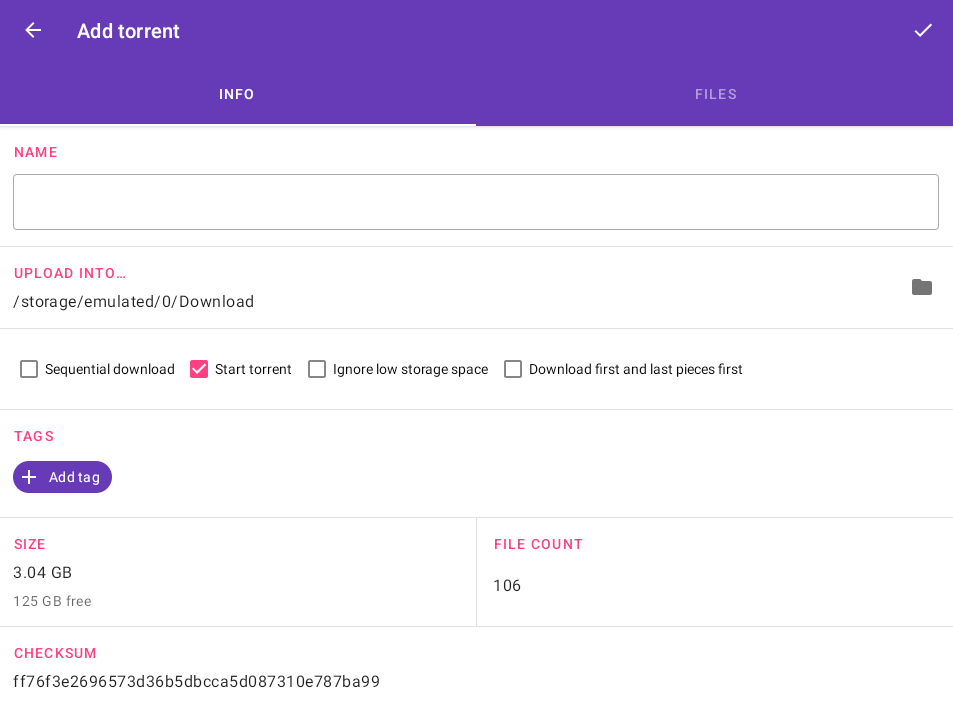 Add torrent
INFO
FILES
NAME
UPLOAD INTO…
/storage/emulated/0/Download
Sequential download
Start torrent
Ignore low storage space
Download first and last pieces first
TAGS
Add tag
SIZE
3.04 GB
125 GB free
FILE COUNT
106
CHECKSUM
ff76f3e2696573d36b5dbcca5d087310e787ba99